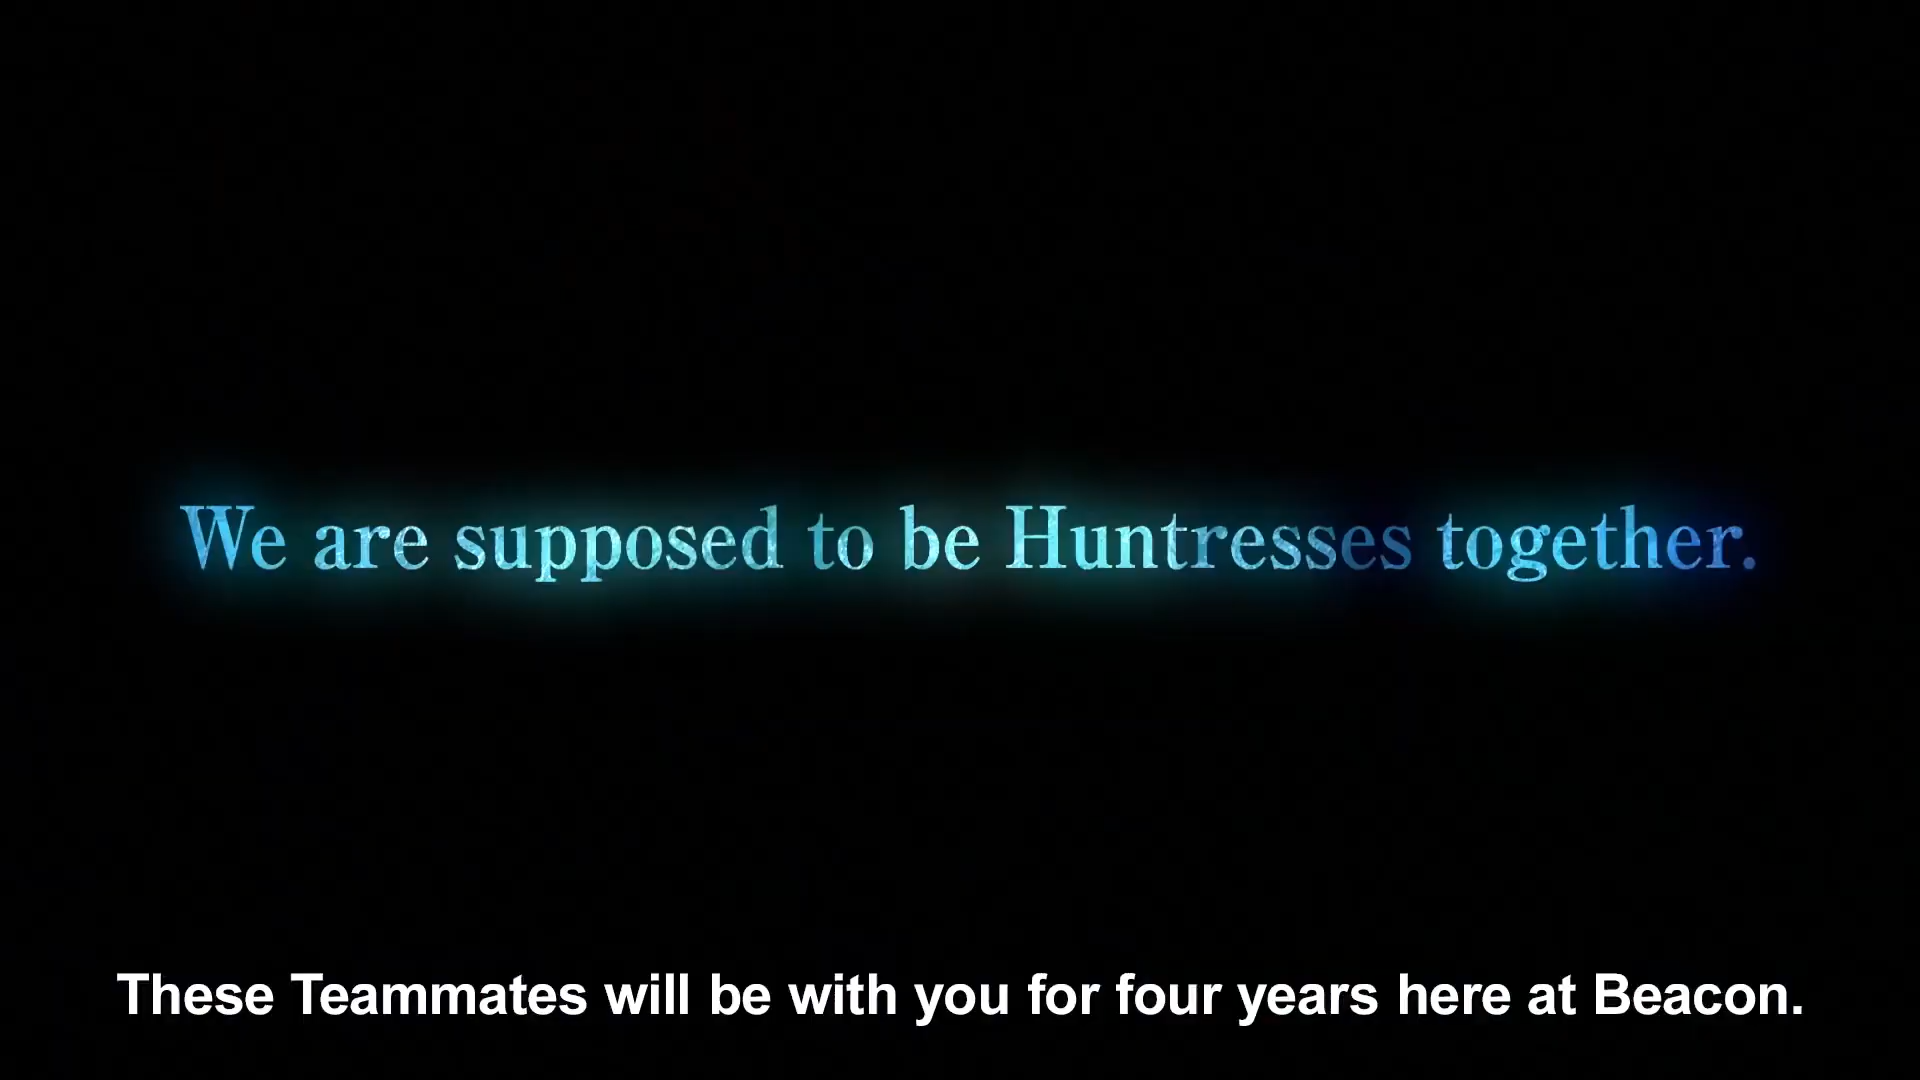 We are supposed to be Huntresses together.
These Teammates will be with you for four years here at Beacon.